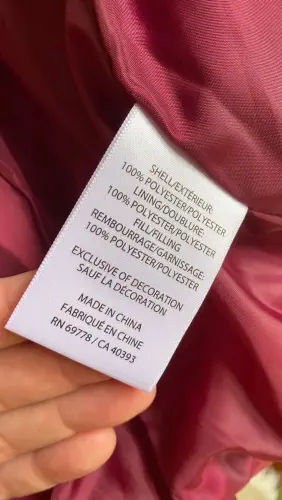 SHELL/EXTÉRIEUR:
100% POLYESTER/POLYESTER
LINING/DOUBLURE:
100% POLYESTER/POLYESTER
FILL/FILLING
REMBOURRAGE/GARNISSAGE:
100% POLYESTER/POLYESTER
EXCLUSIVE OF DECORATION
SAUF LA DÉCORATION
MADE IN CHINA
FABRIQUÉ EN CHINE
RN 69778 / CA 40393